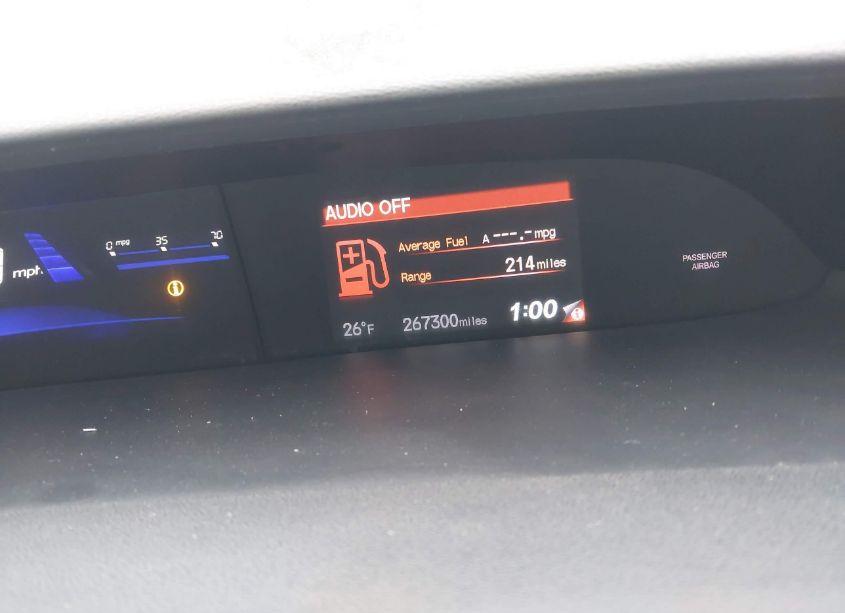 AUDIO OFF
0 mpg 35 70
mph
Average Fuel A ---.- mpg
Range 214 miles
PASSENGER
AIRBAG
26°F 267300 miles 1:00